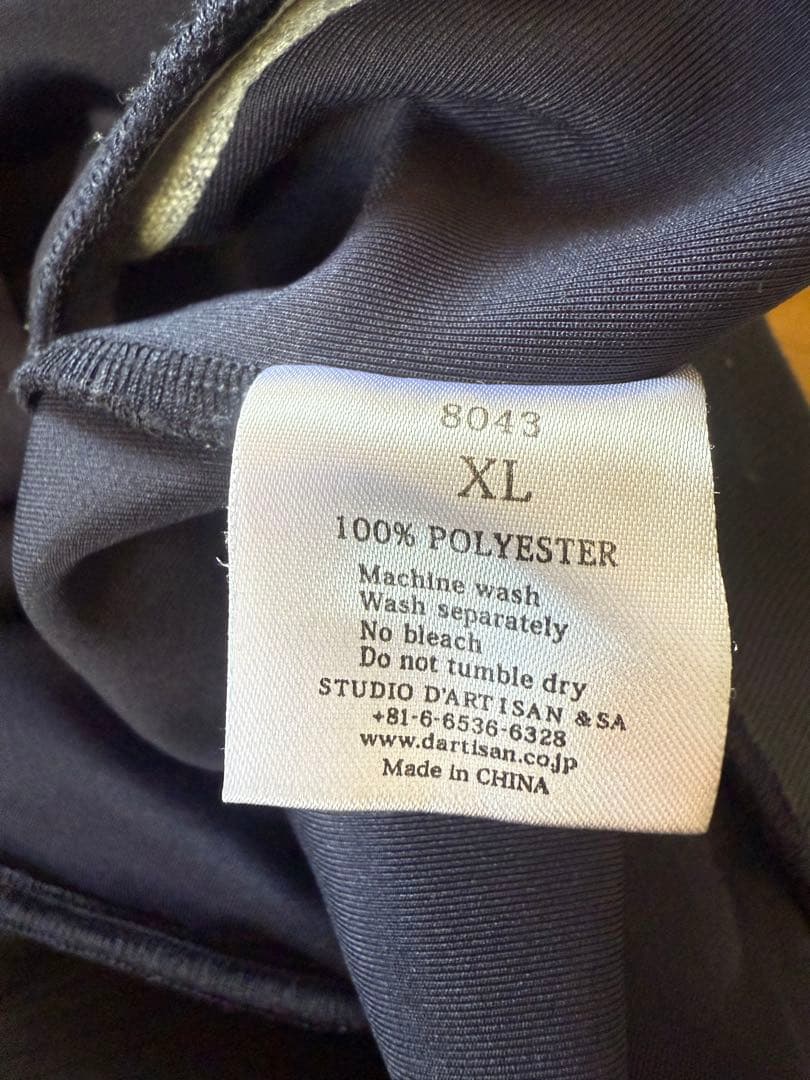 8043
XL
100% POLYESTER
Machine wash
Wash separately
No bleach
Do not tumble dry
STUDIO D'ARTISAN & SA
+81-6-6536-6328
www.dartisan.co.jp
Made in CHINA